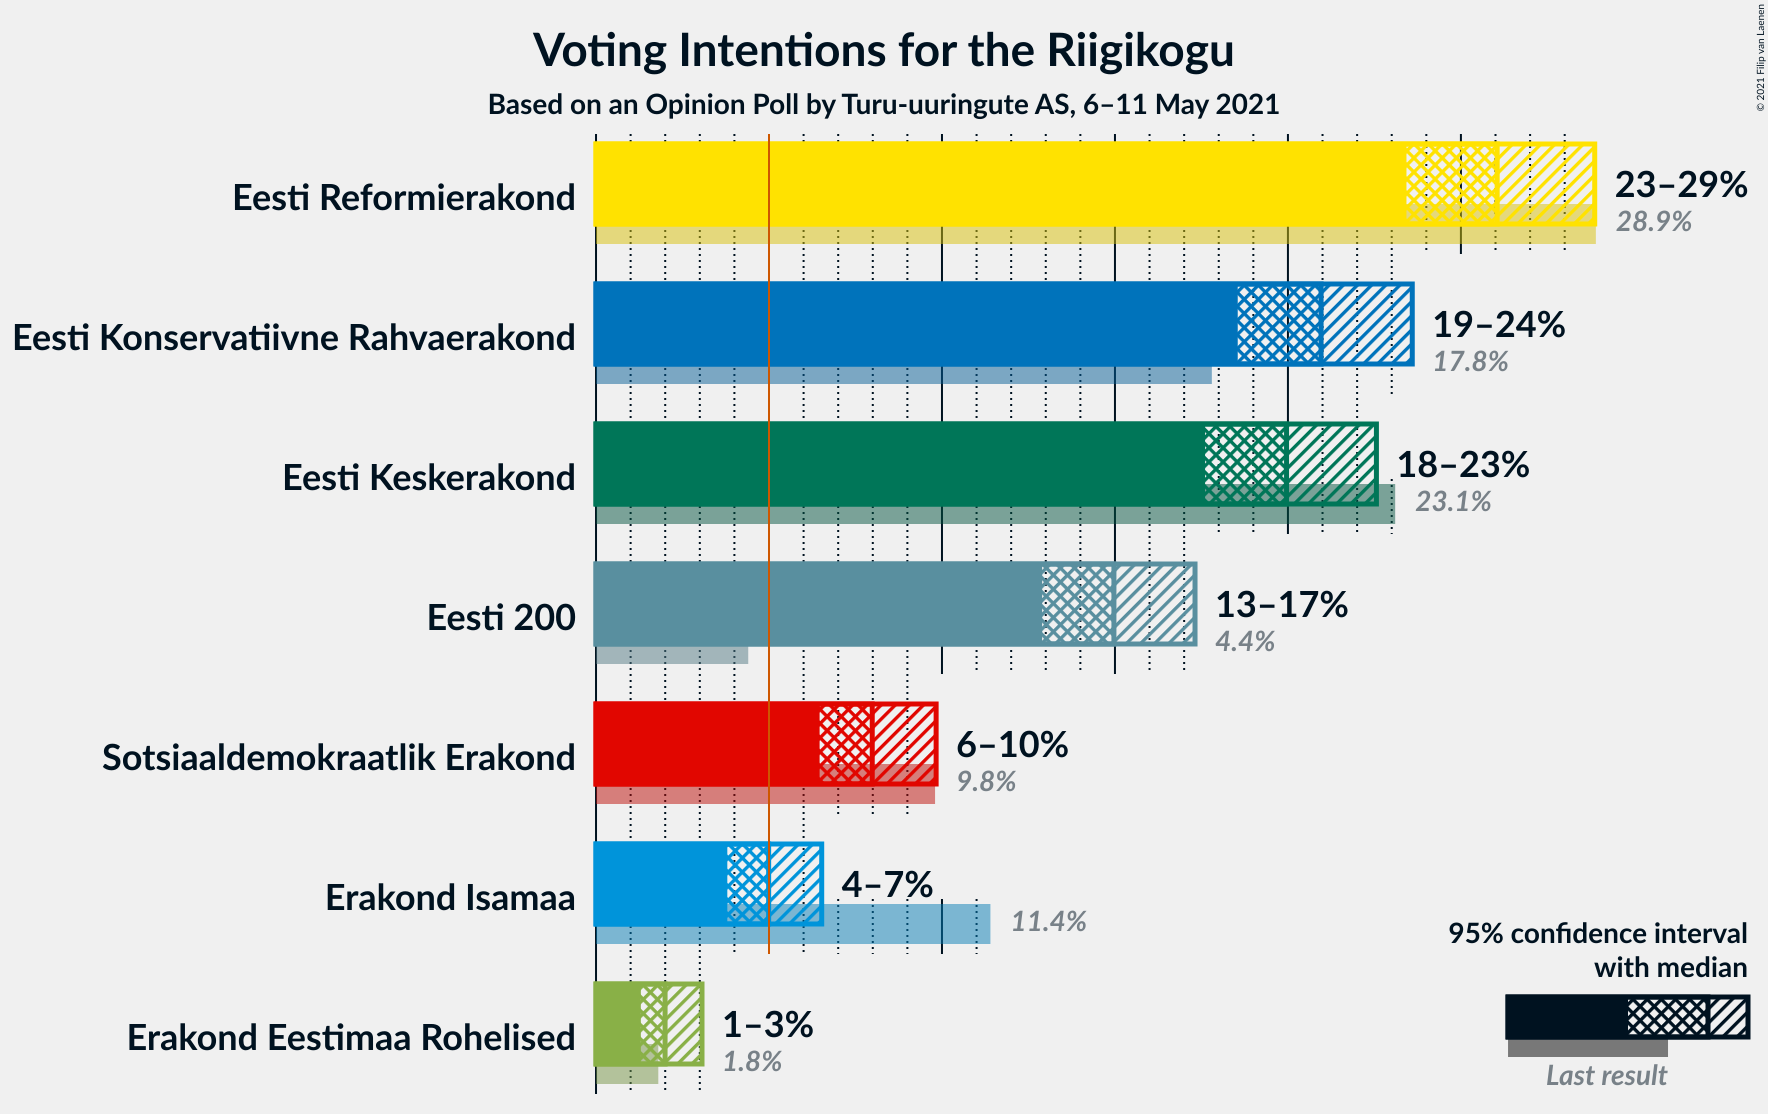 Voting Intentions for the Riigikogu
Based on an Opinion Poll by Turu-uuringute AS, 6–11 May 2021
© 2021 Filip van Laenen
Eesti Reformierakond
23–29%
28.9%
Eesti Konservatiivne Rahvaerakond
19–24%
17.8%
Eesti Keskerakond
18–23%
23.1%
Eesti 200
13–17%
4.4%
Sotsiaaldemokraatlik Erakond
6–10%
9.8%
Erakond Isamaa
4–7%
11.4%
Erakond Eestimaa Rohelised
1–3%
1.8%
95% confidence interval
with median
Last result